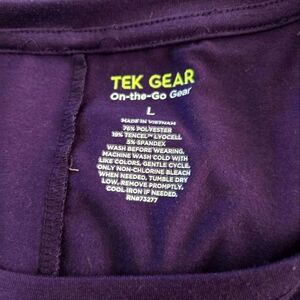 TEK GEAR
On-the-Go Gear
L
MADE IN VIETNAM
76% POLYESTER
19% TENCEL™ LYOCELL
5% SPANDEX
WASH BEFORE WEARING.
MACHINE WASH COLD WITH
LIKE COLORS, GENTLE CYCLE.
ONLY NON-CHLORINE BLEACH
WHEN NEEDED. TUMBLE DRY
LOW. REMOVE PROMPTLY.
COOL IRON IF NEEDED.
RN#73277